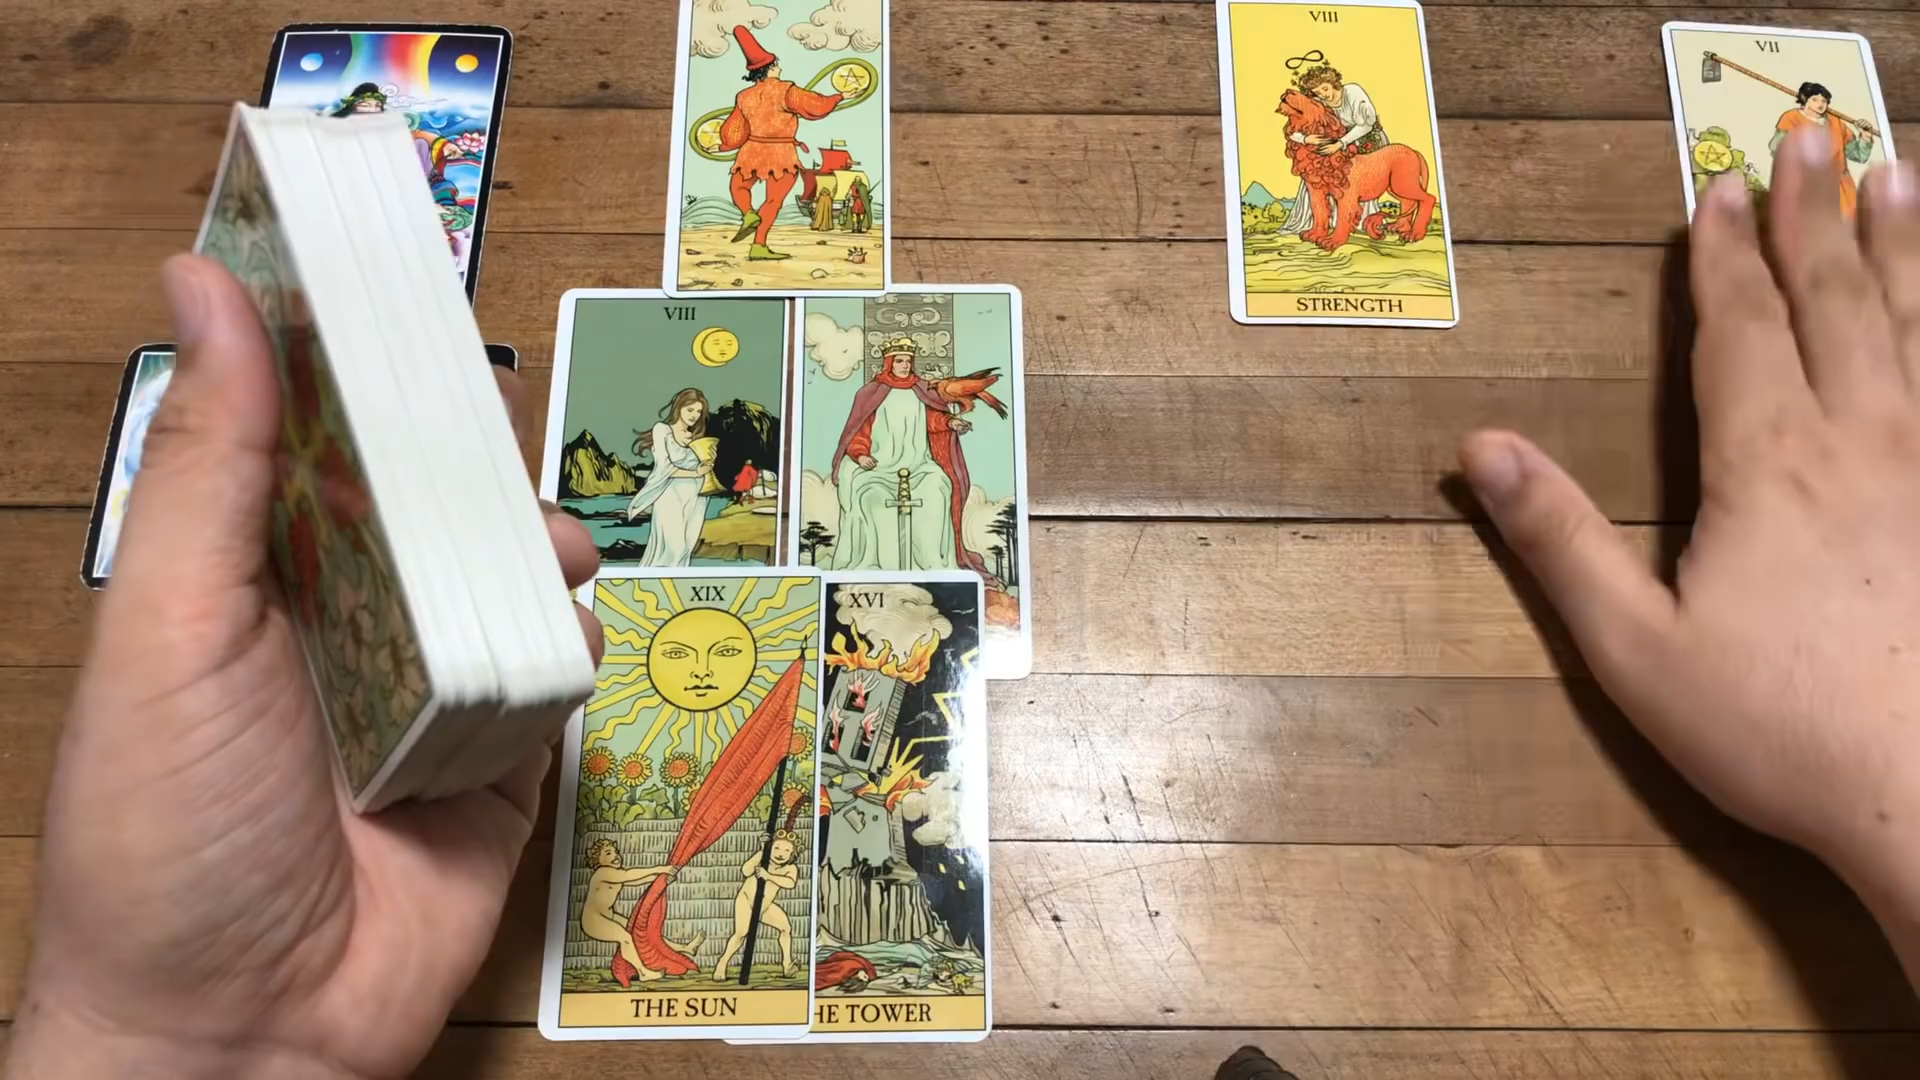 VIII
STRENGTH
VII
VIII
XIX
THE SUN
XVI
HE TOWER